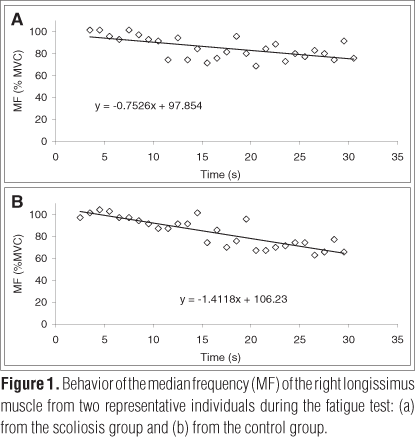 A
MF (% MVC)
100
80
60
40
20
0
y = -0.7526x + 97.854
0 5 10 15 20 25 30 35
Time (s)
B
MF (%MVC)
100
80
60
40
20
0
y = -1.4118x + 106.23
0 5 10 15 20 25 30 35
Time (s)
Figure 1. Behavior of the median frequency (MF) of the right longissimus
muscle from two representative individuals during the fatigue test: (a)
from the scoliosis group and (b) from the control group.